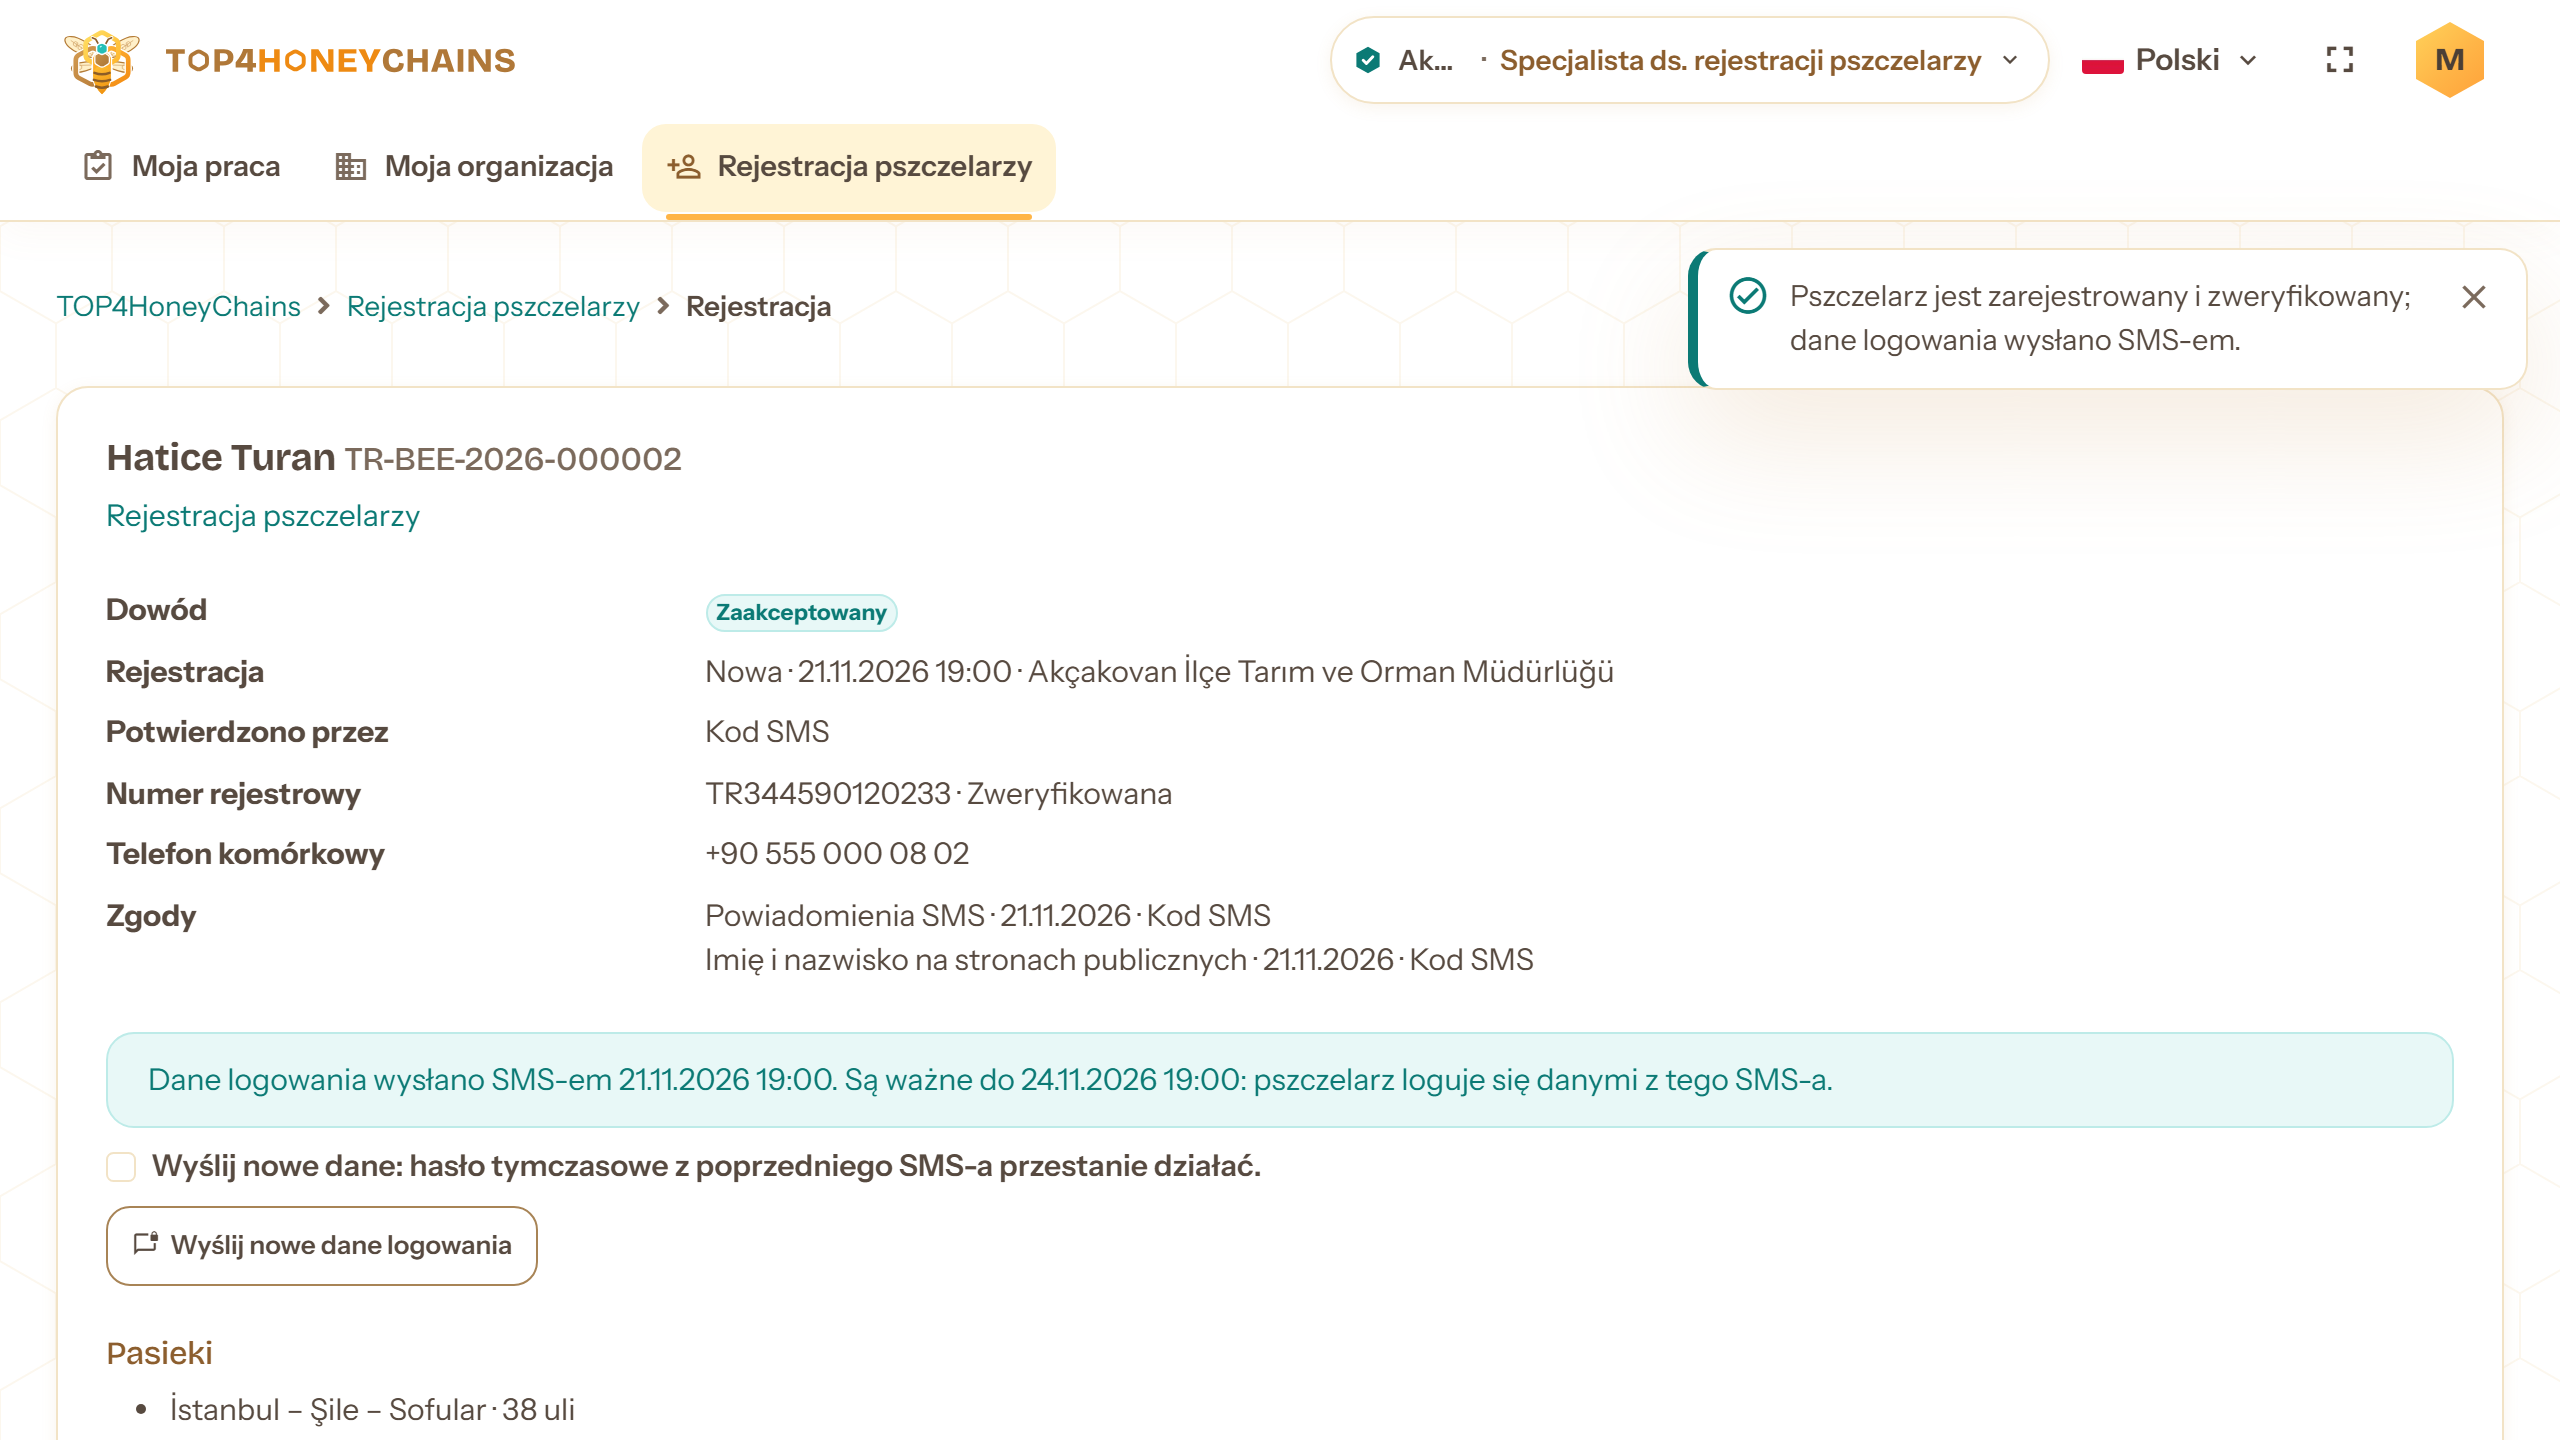 TOP4HONEYCHAINS
Ak... · Specjalista ds. rejestracji pszczelarzy
Polski
M
Moja praca
Moja organizacja
Rejestracja pszczelarzy
TOP4HoneyChains > Rejestracja pszczelarzy > Rejestracja
Pszczelarz jest zarejestrowany i zweryfikowany;
dane logowania wysłano SMS-em.
Hatice Turan TR-BEE-2026-000002
Rejestracja pszczelarzy
Dowód Zaakceptowany
Rejestracja Nowa · 21.11.2026 19:00 · Akçakovan İlçe Tarım ve Orman Müdürlüğü
Potwierdzono przez Kod SMS
Numer rejestrowy TR344590120233 · Zweryfikowana
Telefon komórkowy +90 555 000 08 02
Zgody Powiadomienia SMS · 21.11.2026 · Kod SMS
Imię i nazwisko na stronach publicznych · 21.11.2026 · Kod SMS
Dane logowania wysłano SMS-em 21.11.2026 19:00. Są ważne do 24.11.2026 19:00: pszczelarz loguje się danymi z tego SMS-a.
Wyślij nowe dane: hasło tymczasowe z poprzedniego SMS-a przestanie działać.
Wyślij nowe dane logowania
Pasieki
• İstanbul – Şile – Sofular · 38 uli